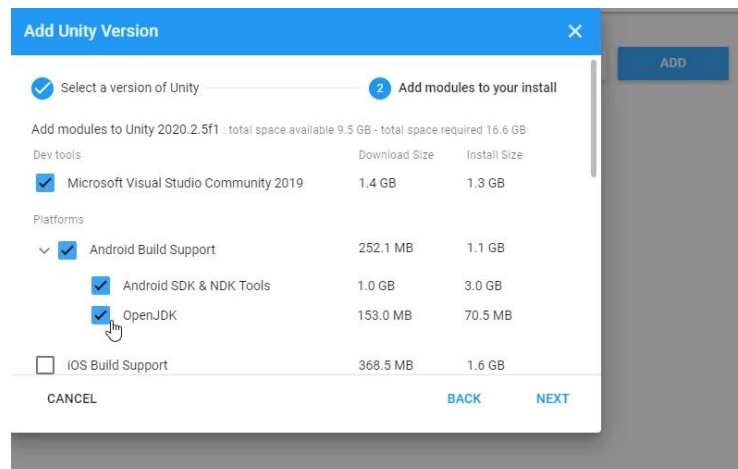 Add Unity Version
ADD
Select a version of Unity 2 Add modules to your install
Add modules to Unity 2020.2.5f1 : total space available 9.5 GB - total space required 16.6 GB
Dev tools Download Size Install Size
Microsoft Visual Studio Community 2019 1.4 GB 1.3 GB
Platforms
Android Build Support 252.1 MB 1.1 GB
Android SDK & NDK Tools 1.0 GB 3.0 GB
OpenJDK 153.0 MB 70.5 MB
iOS Build Support 368.5 MB 1.6 GB
CANCEL BACK NEXT